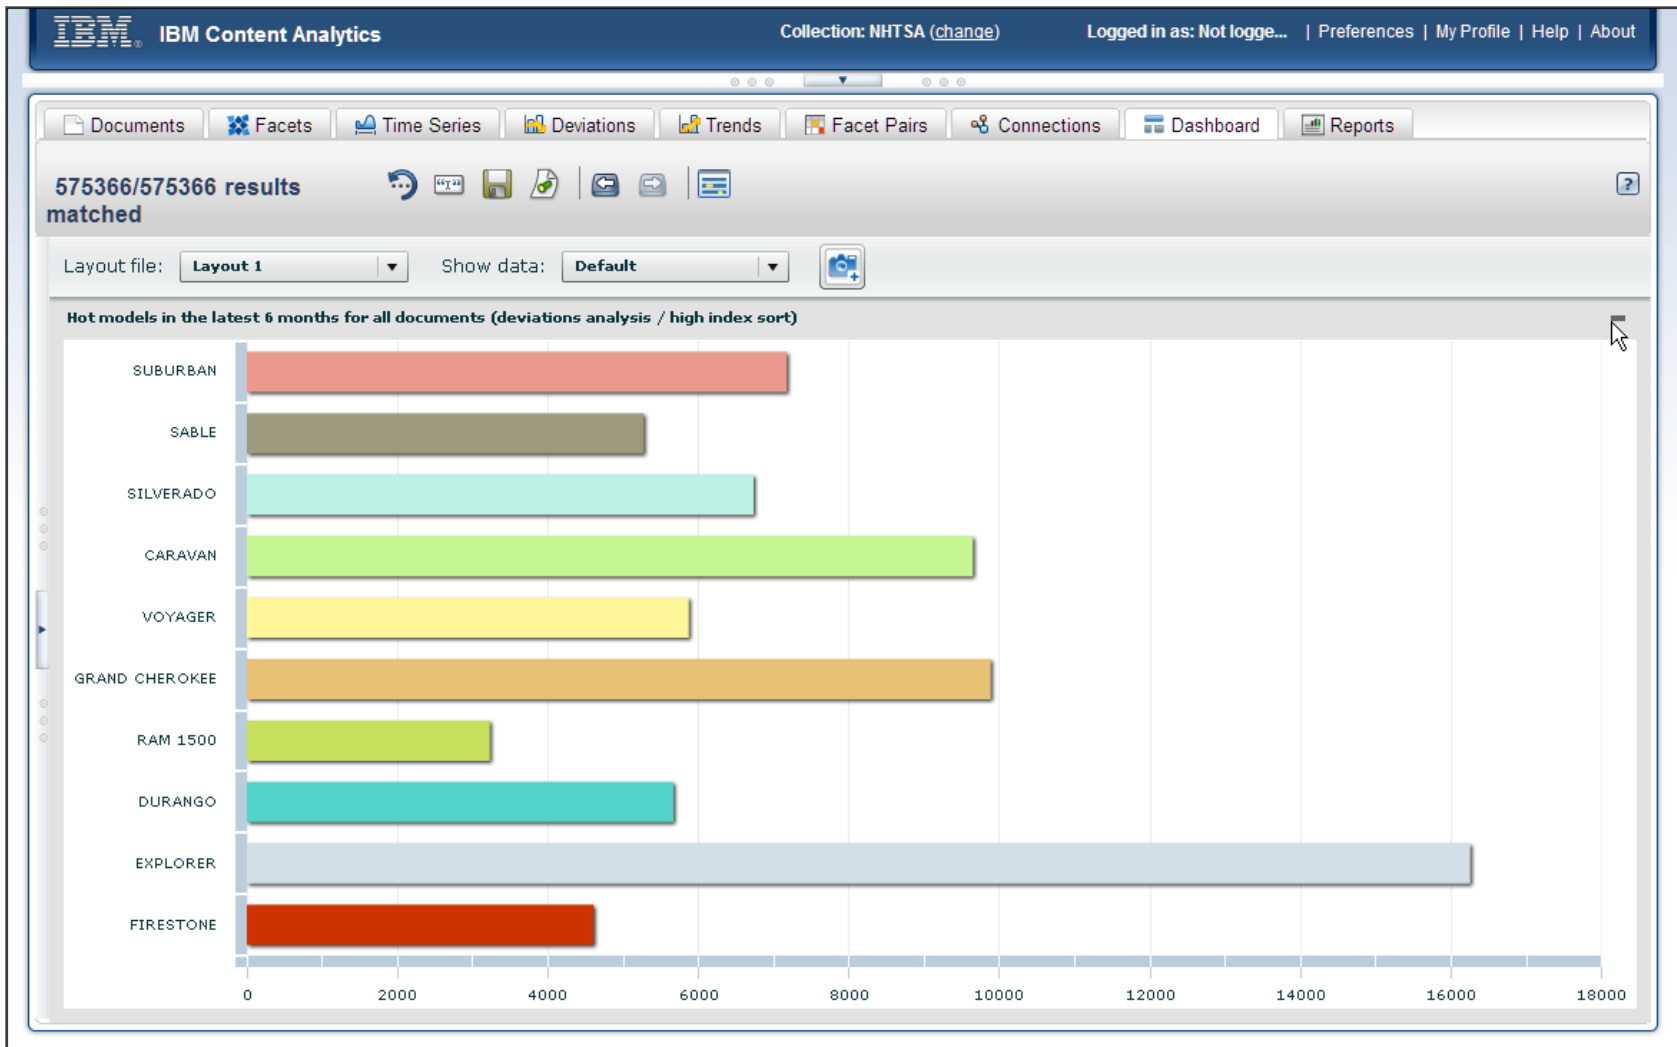 IBM® IBM Content Analytics Collection: NHTSA (change) Logged in as: Not logge... | Preferences | My Profile | Help | About
Documents Facets Time Series Deviations Trends Facet Pairs Connections Dashboard Reports
575366/575366 results
matched
Layout file: Layout 1 Show data: Default
Hot models in the latest 6 months for all documents (deviations analysis / high index sort)
SUBURBAN
SABLE
SILVERADO
CARAVAN
VOYAGER
GRAND CHEROKEE
RAM 1500
DURANGO
EXPLORER
FIRESTONE
0 2000 4000 6000 8000 10000 12000 14000 16000 18000